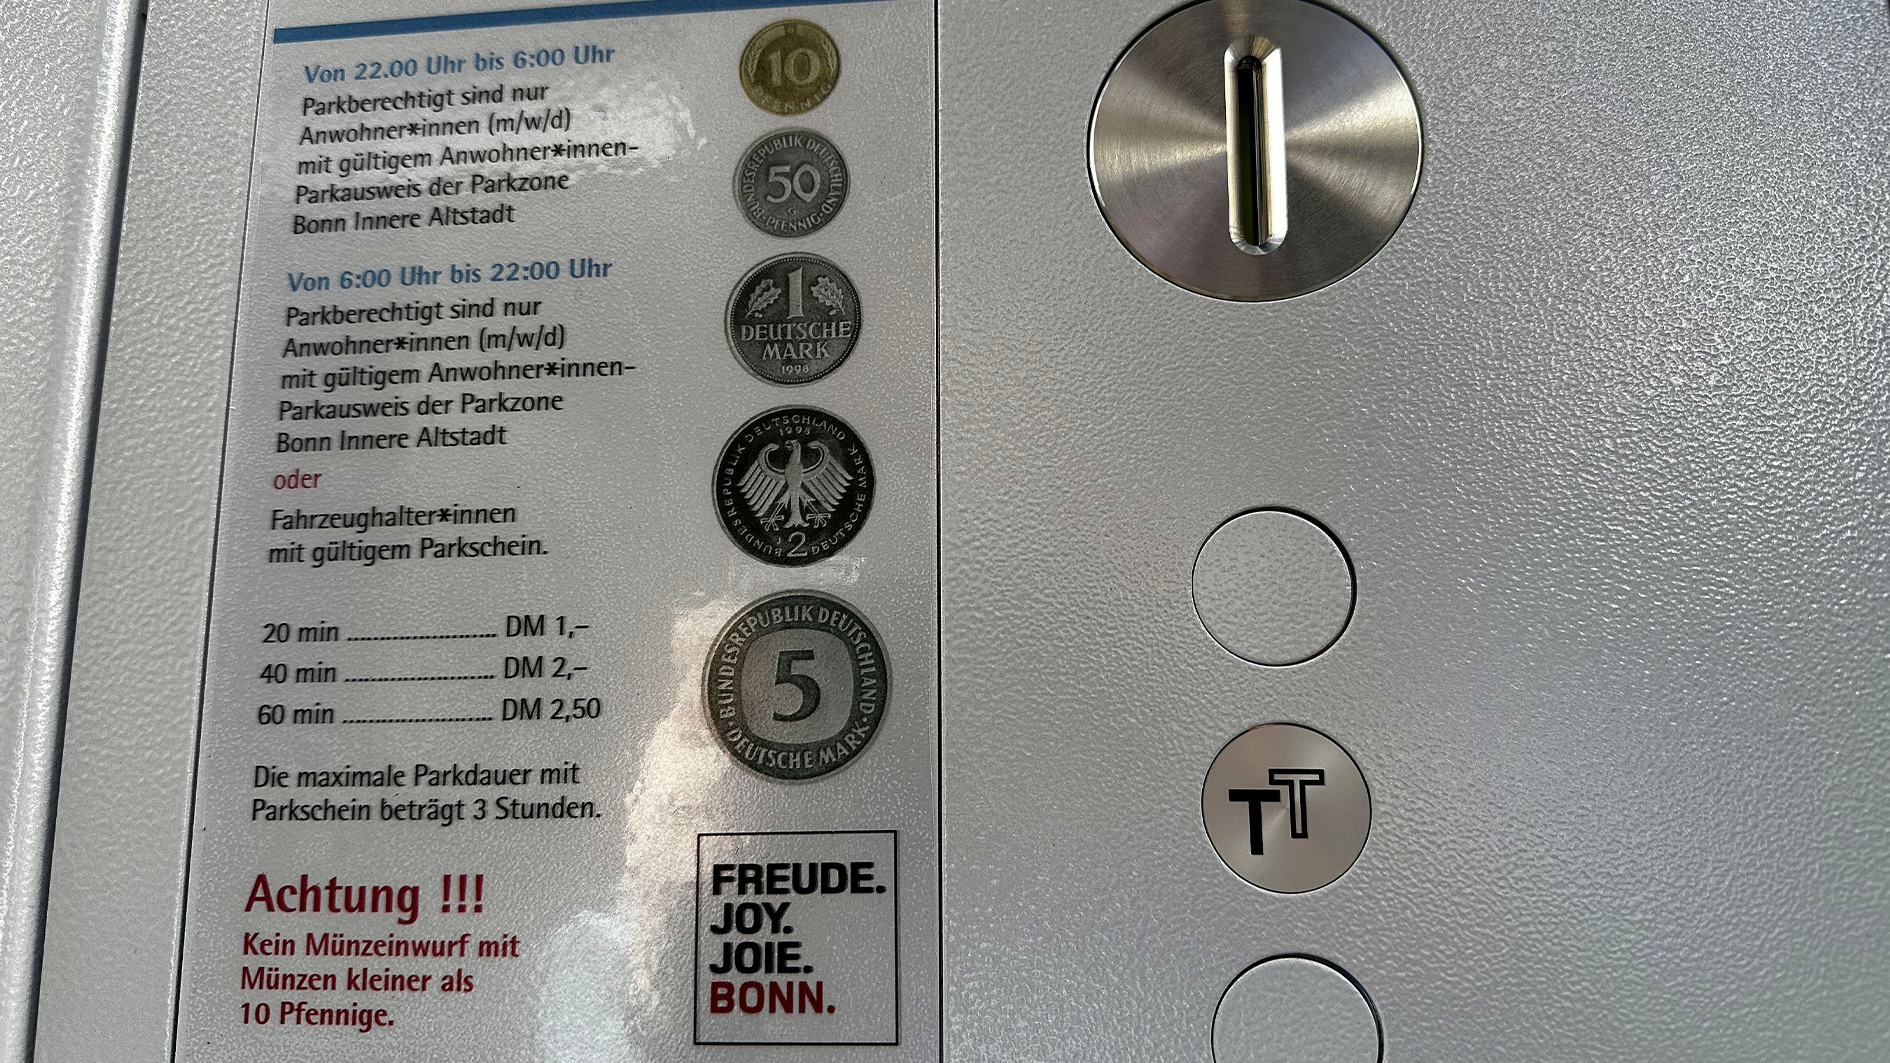 Von 22.00 Uhr bis 6:00 Uhr
Parkberechtigt sind nur
Anwohner*innen (m/w/d)
mit gültigem Anwohner*innen-
Parkausweis der Parkzone
Bonn Innere Altstadt
Von 6:00 Uhr bis 22:00 Uhr
Parkberechtigt sind nur
Anwohner*innen (m/w/d)
mit gültigem Anwohner*innen-
Parkausweis der Parkzone
Bonn Innere Altstadt
oder
Fahrzeughalter*innen
mit gültigem Parkschein.
20 min ........................ DM 1,–
40 min ........................ DM 2,–
60 min ........................ DM 2,50
Die maximale Parkdauer mit
Parkschein beträgt 3 Stunden.
Achtung !!!
Kein Münzeinwurf mit
Münzen kleiner als
10 Pfennige.
10
PFENNIG
BUNDESREPUBLIK DEUTSCHLAND
50
G
PFENNIG
1
DEUTSCHE
MARK
1998
BUNDESREPUBLIK DEUTSCHLAND
1998
2
DEUTSCHE MARK
BUNDESREPUBLIK DEUTSCHLAND
5
DEUTSCHE MARK
FREUDE.
JOY.
JOIE.
BONN.
TT